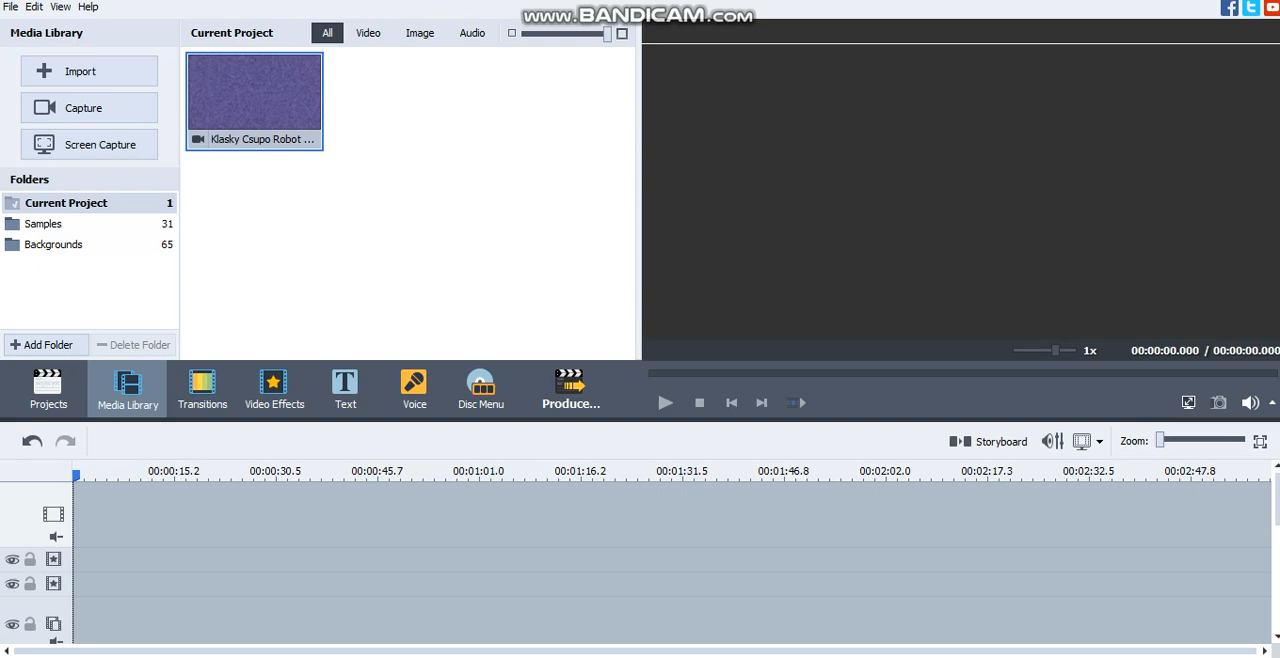 File Edit View Help
www.BANDICAM.com
Media Library
Current Project All Video Image Audio
Import
Capture
Screen Capture
Klasky Csupo Robot ...
Folders
Current Project 1
Samples 31
Backgrounds 65
Add Folder Delete Folder
1x 00:00:00.000 / 00:00:00.000
Projects Media Library Transitions Video Effects Text Voice Disc Menu Produce...
Storyboard Zoom:
00:00:15.2 00:00:30.5 00:00:45.7 00:01:01.0 00:01:16.2 00:01:31.5 00:01:46.8 00:02:02.0 00:02:17.3 00:02:32.5 00:02:47.8